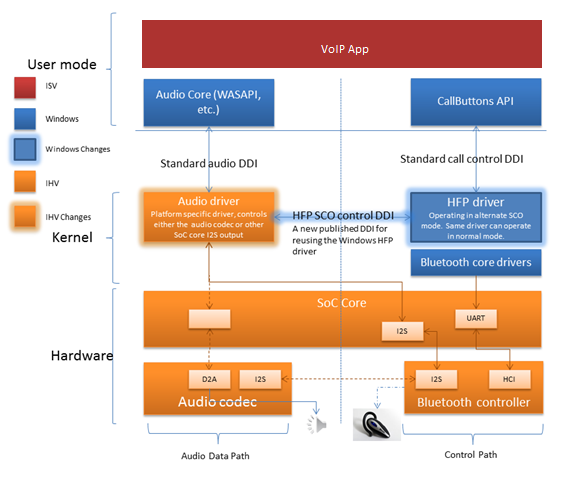 VoIP App
User mode
ISV
Windows
Windows Changes
IHV
IHV Changes
Audio Core (WASAPI,
etc.)
CallButtons API
Standard audio DDI
Standard call control DDI
Kernel
Audio driver
Platform specific driver, controls
either the audio codec or other
SoC core I2S output
HFP SCO control DDI
A new published DDI for
reusing the Windows HFP
driver
HFP driver
Operating in alternate SCO
mode. Same driver can operate
in normal mode.
Bluetooth core drivers
Hardware
SoC Core
I2S
UART
D2A
I2S
Audio codec
I2S
HCI
Bluetooth controller
Audio Data Path
Control Path